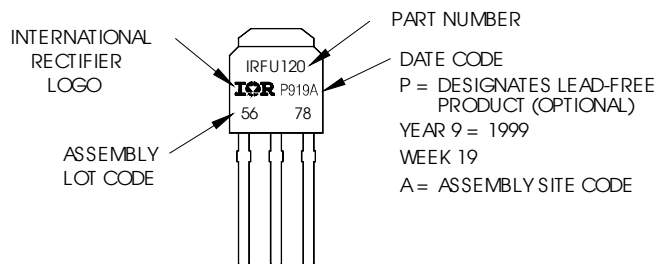 INTERNATIONAL
RECTIFIER
LOGO
ASSEMBLY
LOT CODE
IRFU120
IOR P919A
56 78
PART NUMBER
DATE CODE
P = DESIGNATES LEAD-FREE
PRODUCT (OPTIONAL)
YEAR 9 = 1999
WEEK 19
A = ASSEMBLY SITE CODE